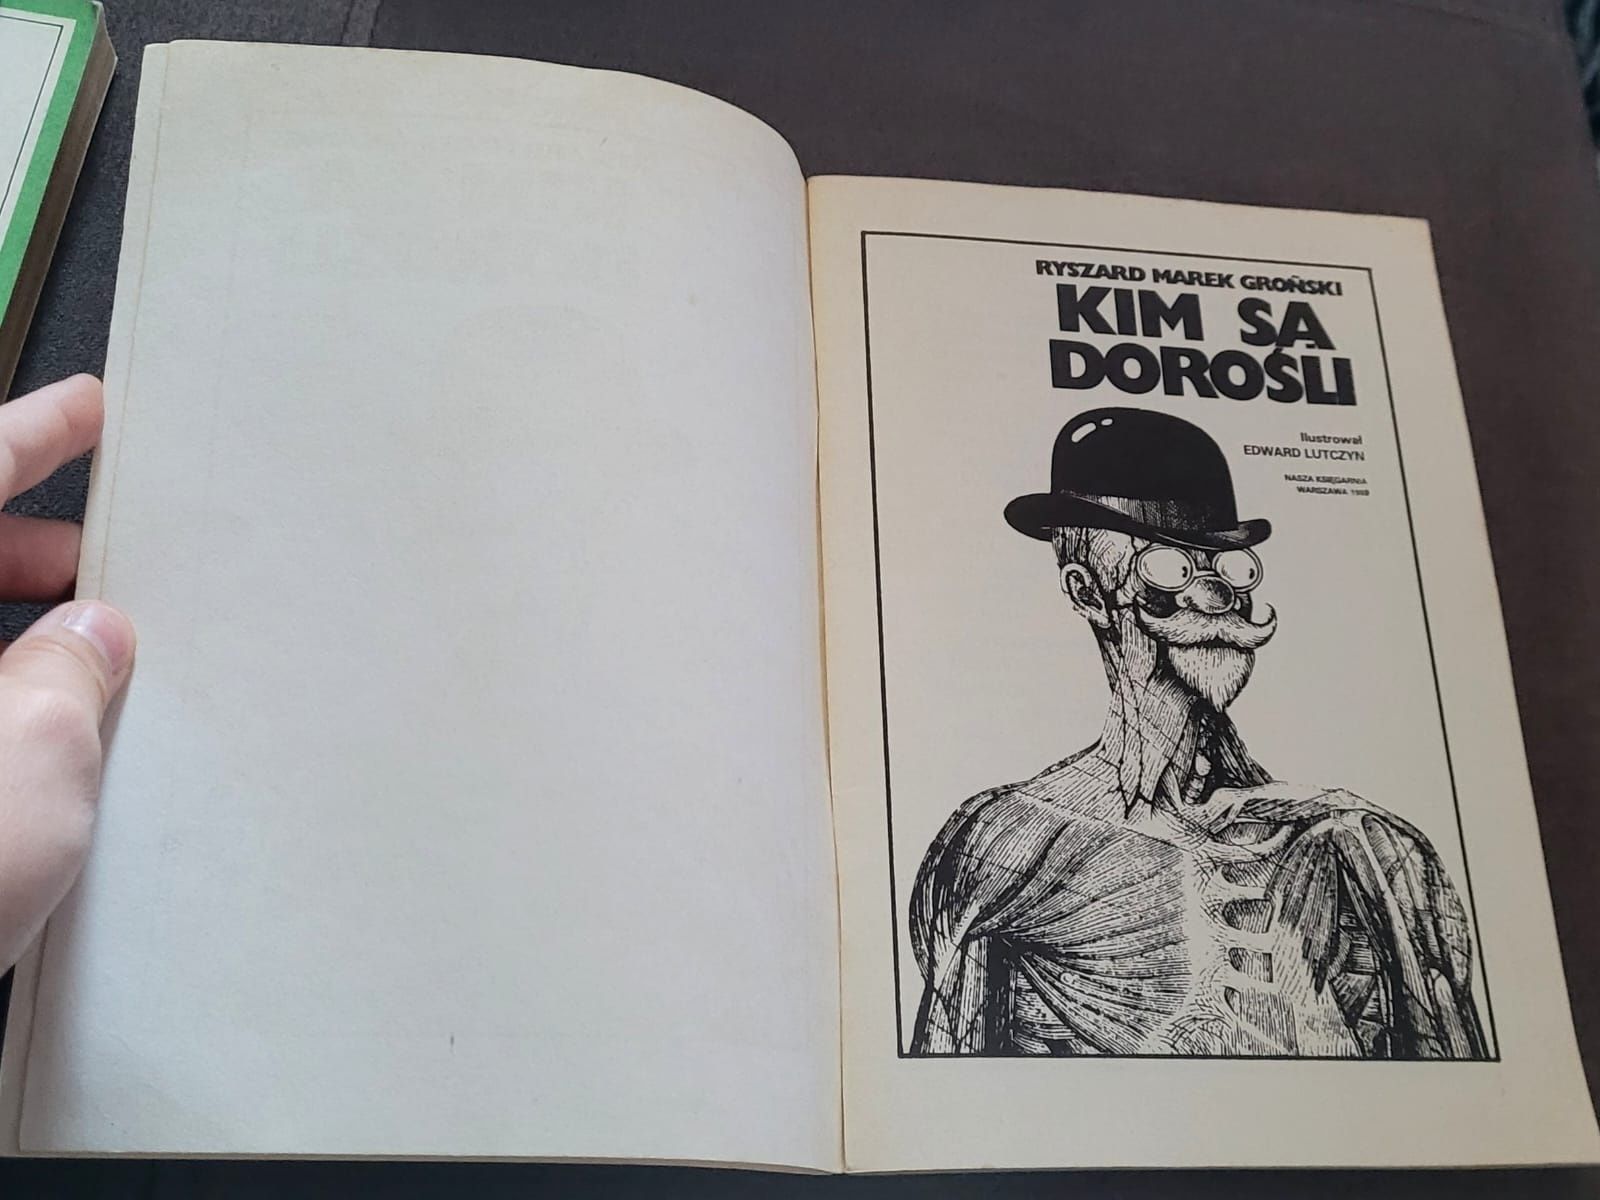 RYSZARD MAREK GROŃSKI
KIM SĄ
DOROŚLI
Ilustrował
EDWARD LUTCZYN
NASZA KSIĘGARNIA
WARSZAWA